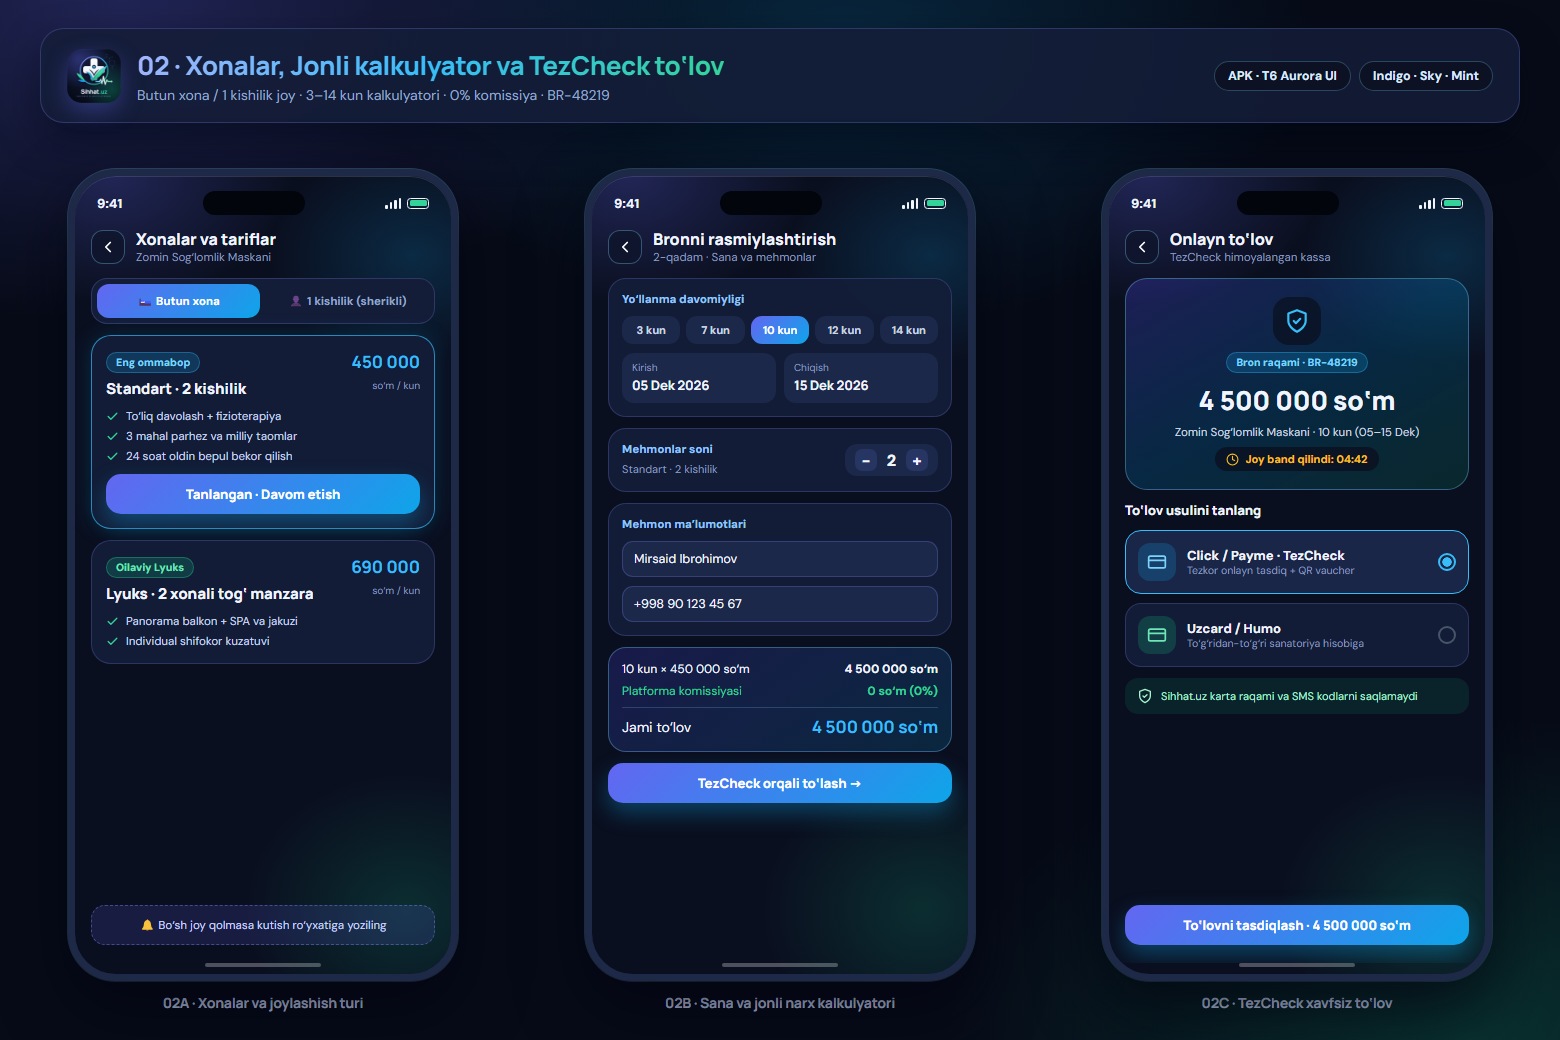 Sihhat.uz
02 · Xonalar, Jonli kalkulyator va TezCheck to‘lov
Butun xona / 1 kishilik joy · 3–14 kun kalkulyatori · 0% komissiya · BR-48219
APK · T6 Aurora UI
Indigo · Sky · Mint
9:41
Xonalar va tariflar
Zomin Sog‘lomlik Maskani
Butun xona
1 kishilik (sherikli)
Eng ommabop
450 000
Standart · 2 kishilik
so‘m / kun
To‘liq davolash + fizioterapiya
3 mahal parhez va milliy taomlar
24 soat oldin bepul bekor qilish
Tanlangan · Davom etish
Oilaviy Lyuks
690 000
Lyuks · 2 xonali tog‘ manzara
so‘m / kun
Panorama balkon + SPA va jakuzi
Individual shifokor kuzatuvi
Bo‘sh joy qolmasa kutish ro‘yxatiga yoziling
02A · Xonalar va joylashish turi
9:41
Bronni rasmiylashtirish
2-qadam · Sana va mehmonlar
Yo‘llanma davomiyligi
3 kun
7 kun
10 kun
12 kun
14 kun
Kirish
05 Dek 2026
Chiqish
15 Dek 2026
Mehmonlar soni
Standart · 2 kishilik
− 2 +
Mehmon ma‘lumotlari
Mirsaid Ibrohimov
+998 90 123 45 67
10 kun × 450 000 so‘m
4 500 000 so‘m
Platforma komissiyasi
0 so‘m (0%)
Jami to‘lov
4 500 000 so‘m
TezCheck orqali to‘lash →
02B · Sana va jonli narx kalkulyatori
9:41
Onlayn to‘lov
TezCheck himoyalangan kassa
Bron raqami · BR-48219
4 500 000 so‘m
Zomin Sog‘lomlik Maskani · 10 kun (05–15 Dek)
Joy band qilindi: 04:42
To‘lov usulini tanlang
Click / Payme · TezCheck
Tezkor onlayn tasdiq + QR vaucher
Uzcard / Humo
To‘g‘ridan-to‘g‘ri sanatoriya hisobiga
Sihhat.uz karta raqami va SMS kodlarni saqlamaydi
To‘lovni tasdiqlash · 4 500 000 so‘m
02C · TezCheck xavfsiz to‘lov